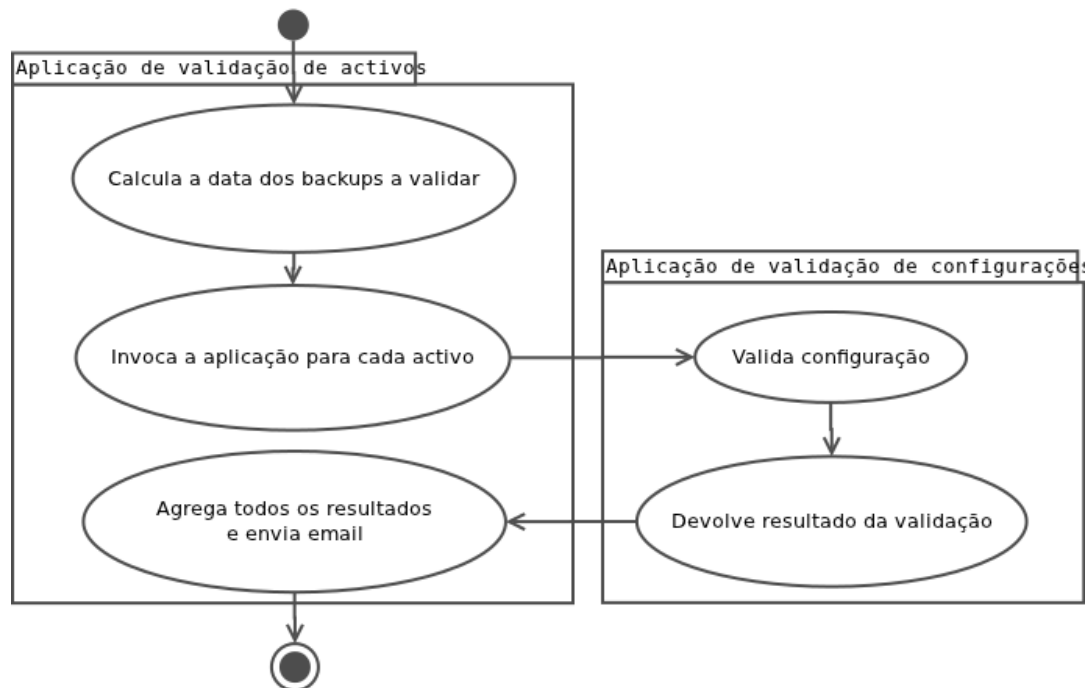 Aplicação de validação de activos
Calcula a data dos backups a validar
Aplicação de validação de configurações
Invoca a aplicação para cada activo
Valida configuração
Agrega todos os resultados
e envia email
Devolve resultado da validação